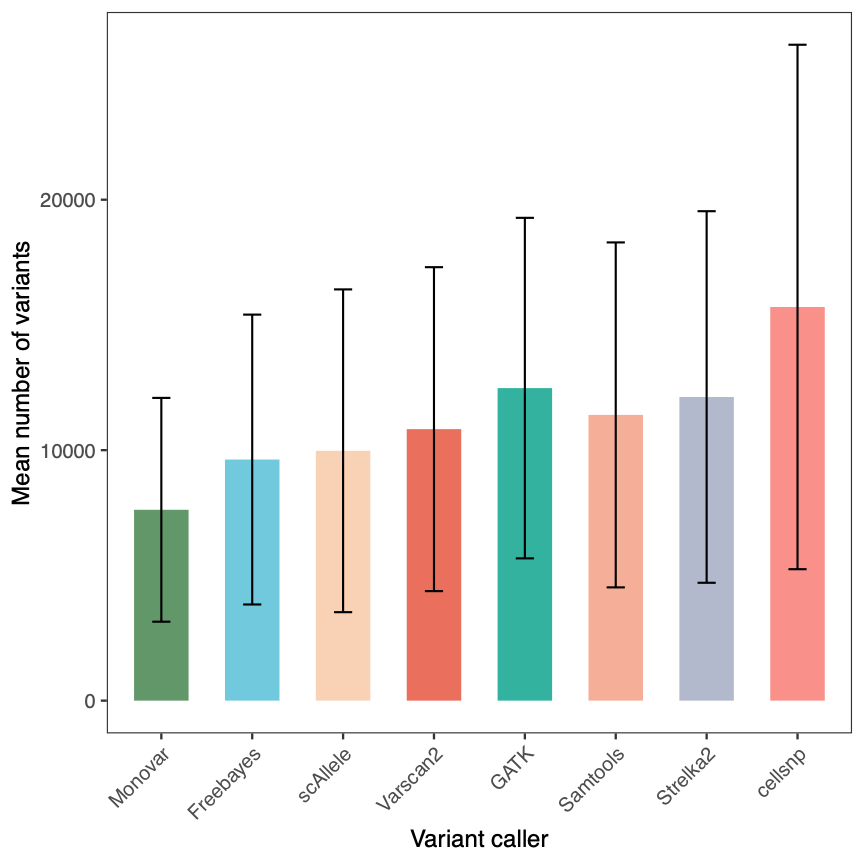 Mean number of variants
20000
10000
0
Monovar
Freebayes
scAllele
Varscan2
GATK
Samtools
Strelka2
cellsnp
Variant caller